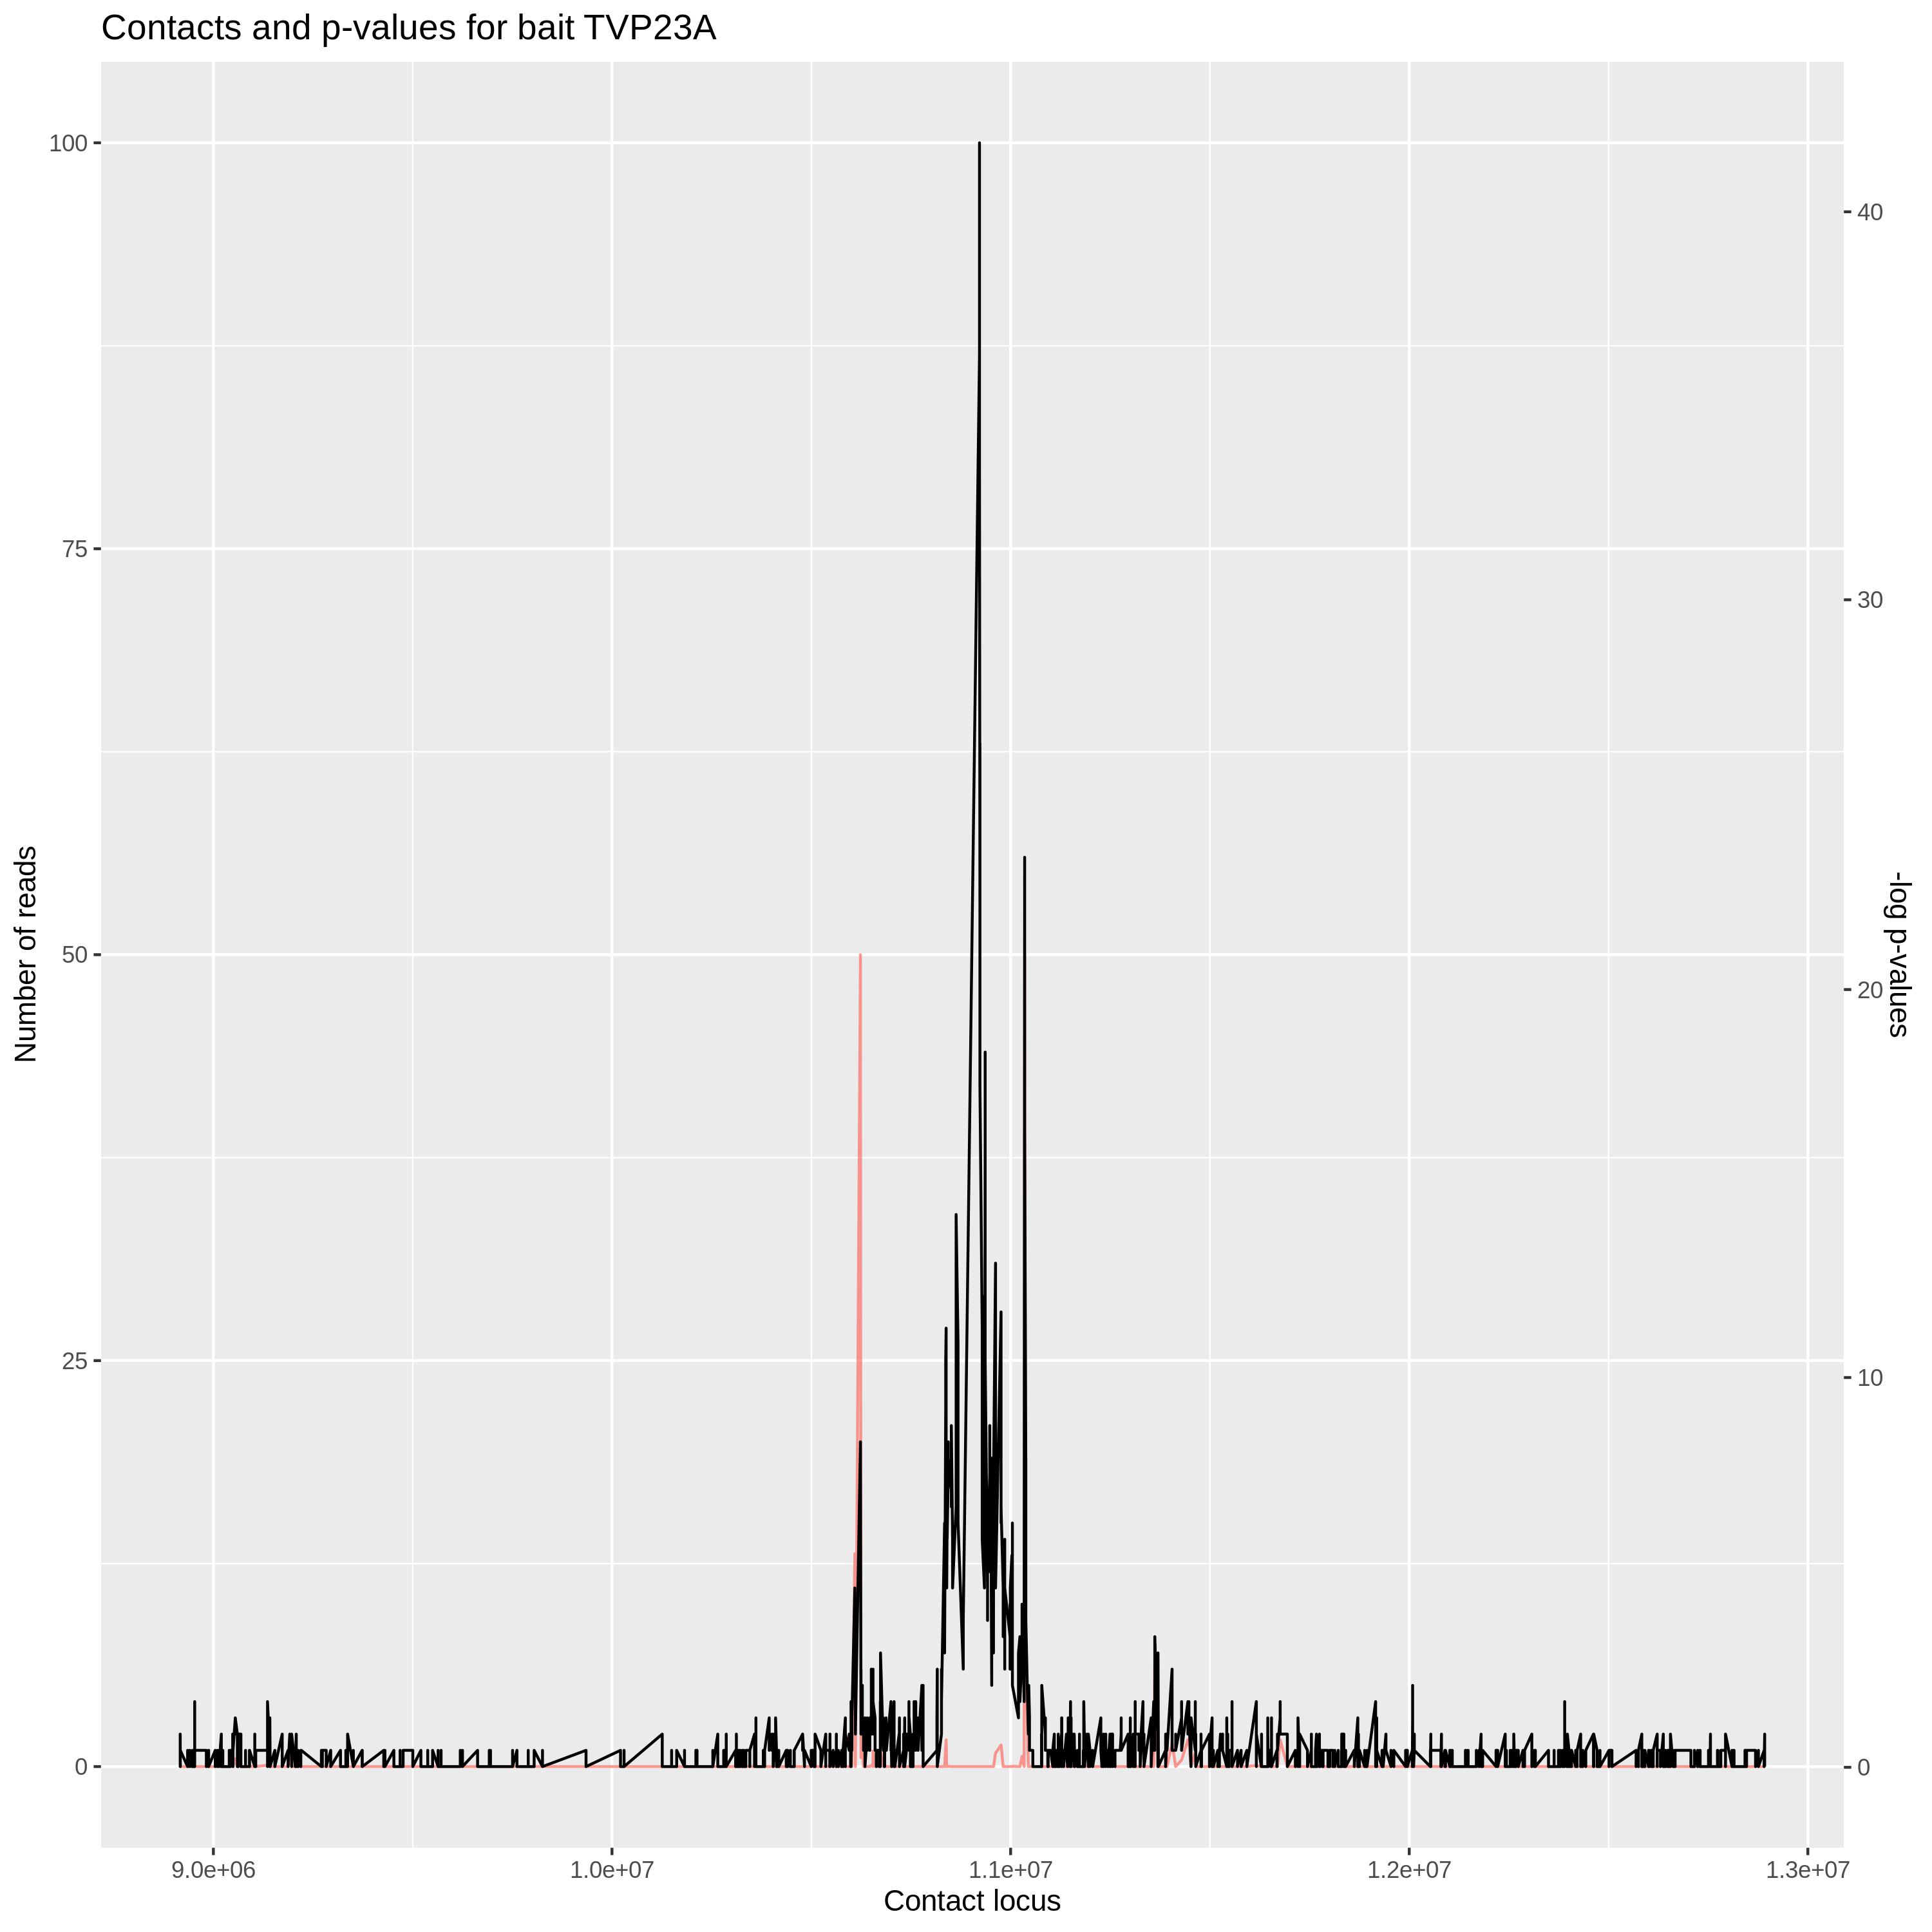 Contacts and p-values for bait TVP23A
100
75
50
25
0
Number of reads
40
30
20
10
0
-log p-values
9.0e+06
1.0e+07
1.1e+07
1.2e+07
1.3e+07
Contact locus